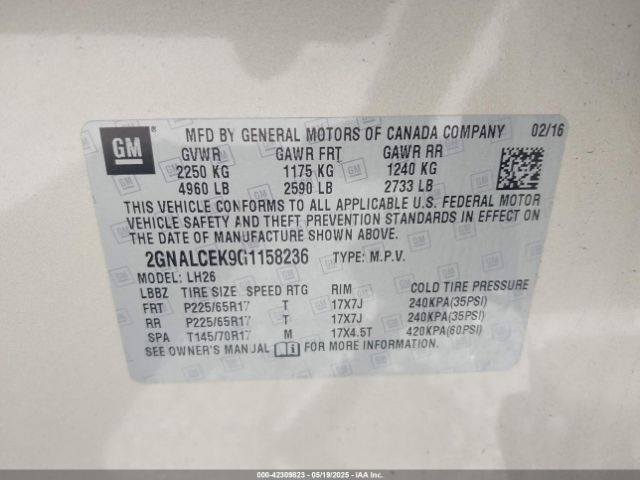 GM
MFD BY GENERAL MOTORS OF CANADA COMPANY 02/16
GVWR GAWR FRT GAWR RR
2250 KG 1175 KG 1240 KG
4960 LB 2590 LB 2733 LB
THIS VEHICLE CONFORMS TO ALL APPLICABLE U.S. FEDERAL MOTOR
VEHICLE SAFETY AND THEFT PREVENTION STANDARDS IN EFFECT ON
THE DATE OF MANUFACTURE SHOWN ABOVE.
2GNALCEK9G1158236 TYPE: M.P.V.
MODEL: LH26
LBBZ TIRE SIZE SPEED RTG RIM COLD TIRE PRESSURE
FRT P225/65R17 T 17X7J 240KPA(35PSI)
RR P225/65R17 T 17X7J 240KPA(35PSI)
SPA T145/70R17 M 17X4.5T 420KPA(60PSI)
SEE OWNER'S MANUAL FOR MORE INFORMATION.
000-42309823 - 05/19/2025 - IAAI.COM